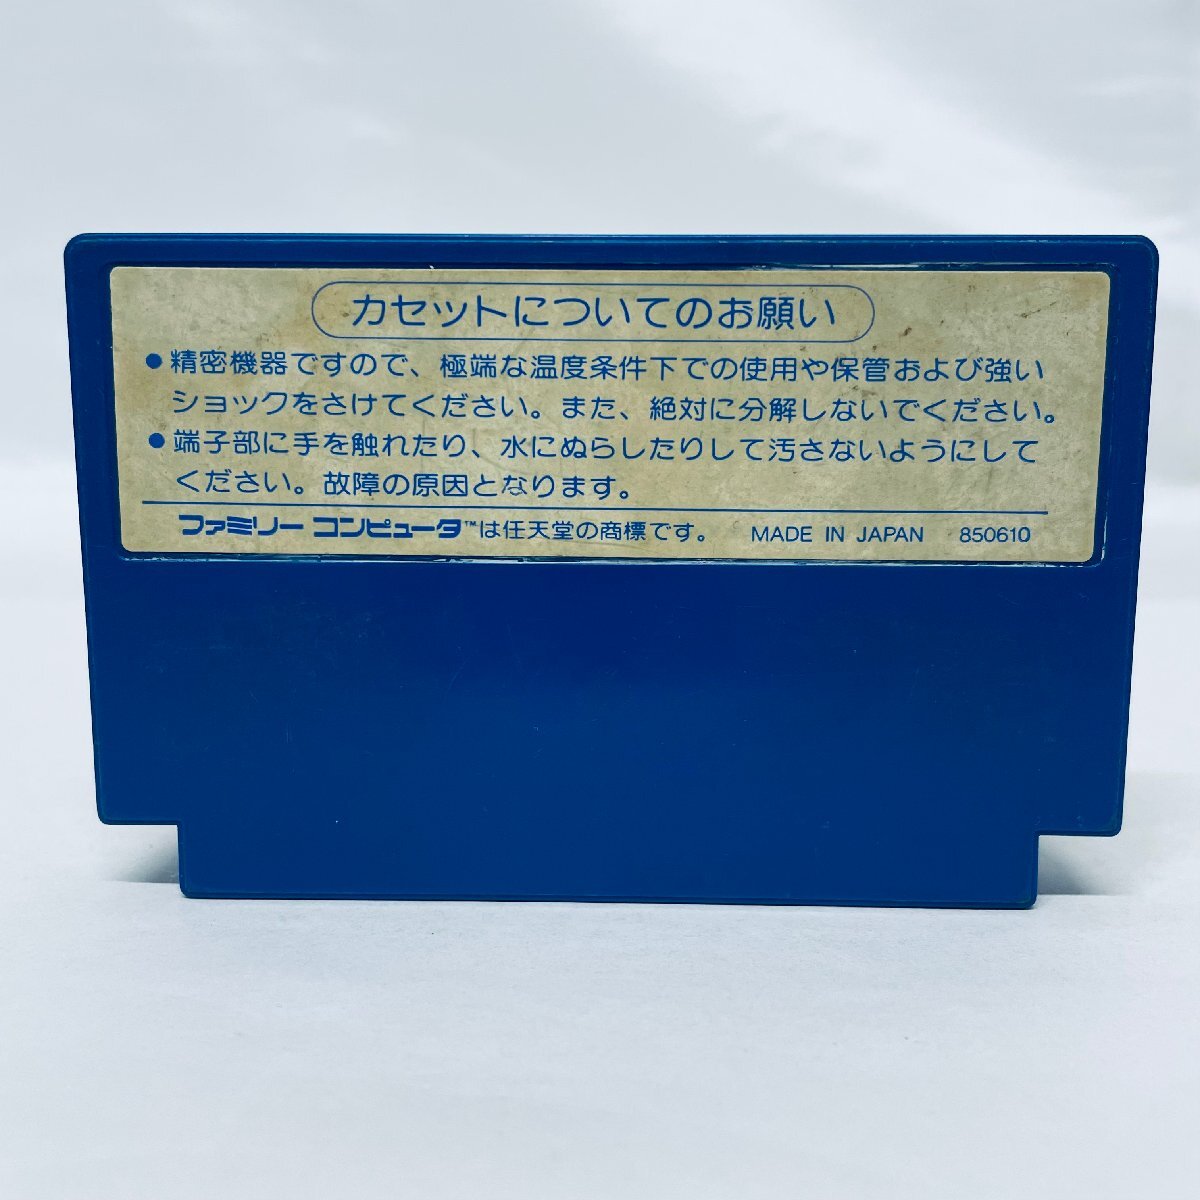 カセットについてのお願い
●精密機器ですので、極端な温度条件下での使用や保管および強い
ショックをさけてください。また、絶対に分解しないでください。
●端子部に手を触れたり、水にぬらしたりして汚さないようにして
ください。故障の原因となります。
ファミリー コンピュータ™は任天堂の商標です。 MADE IN JAPAN 850610